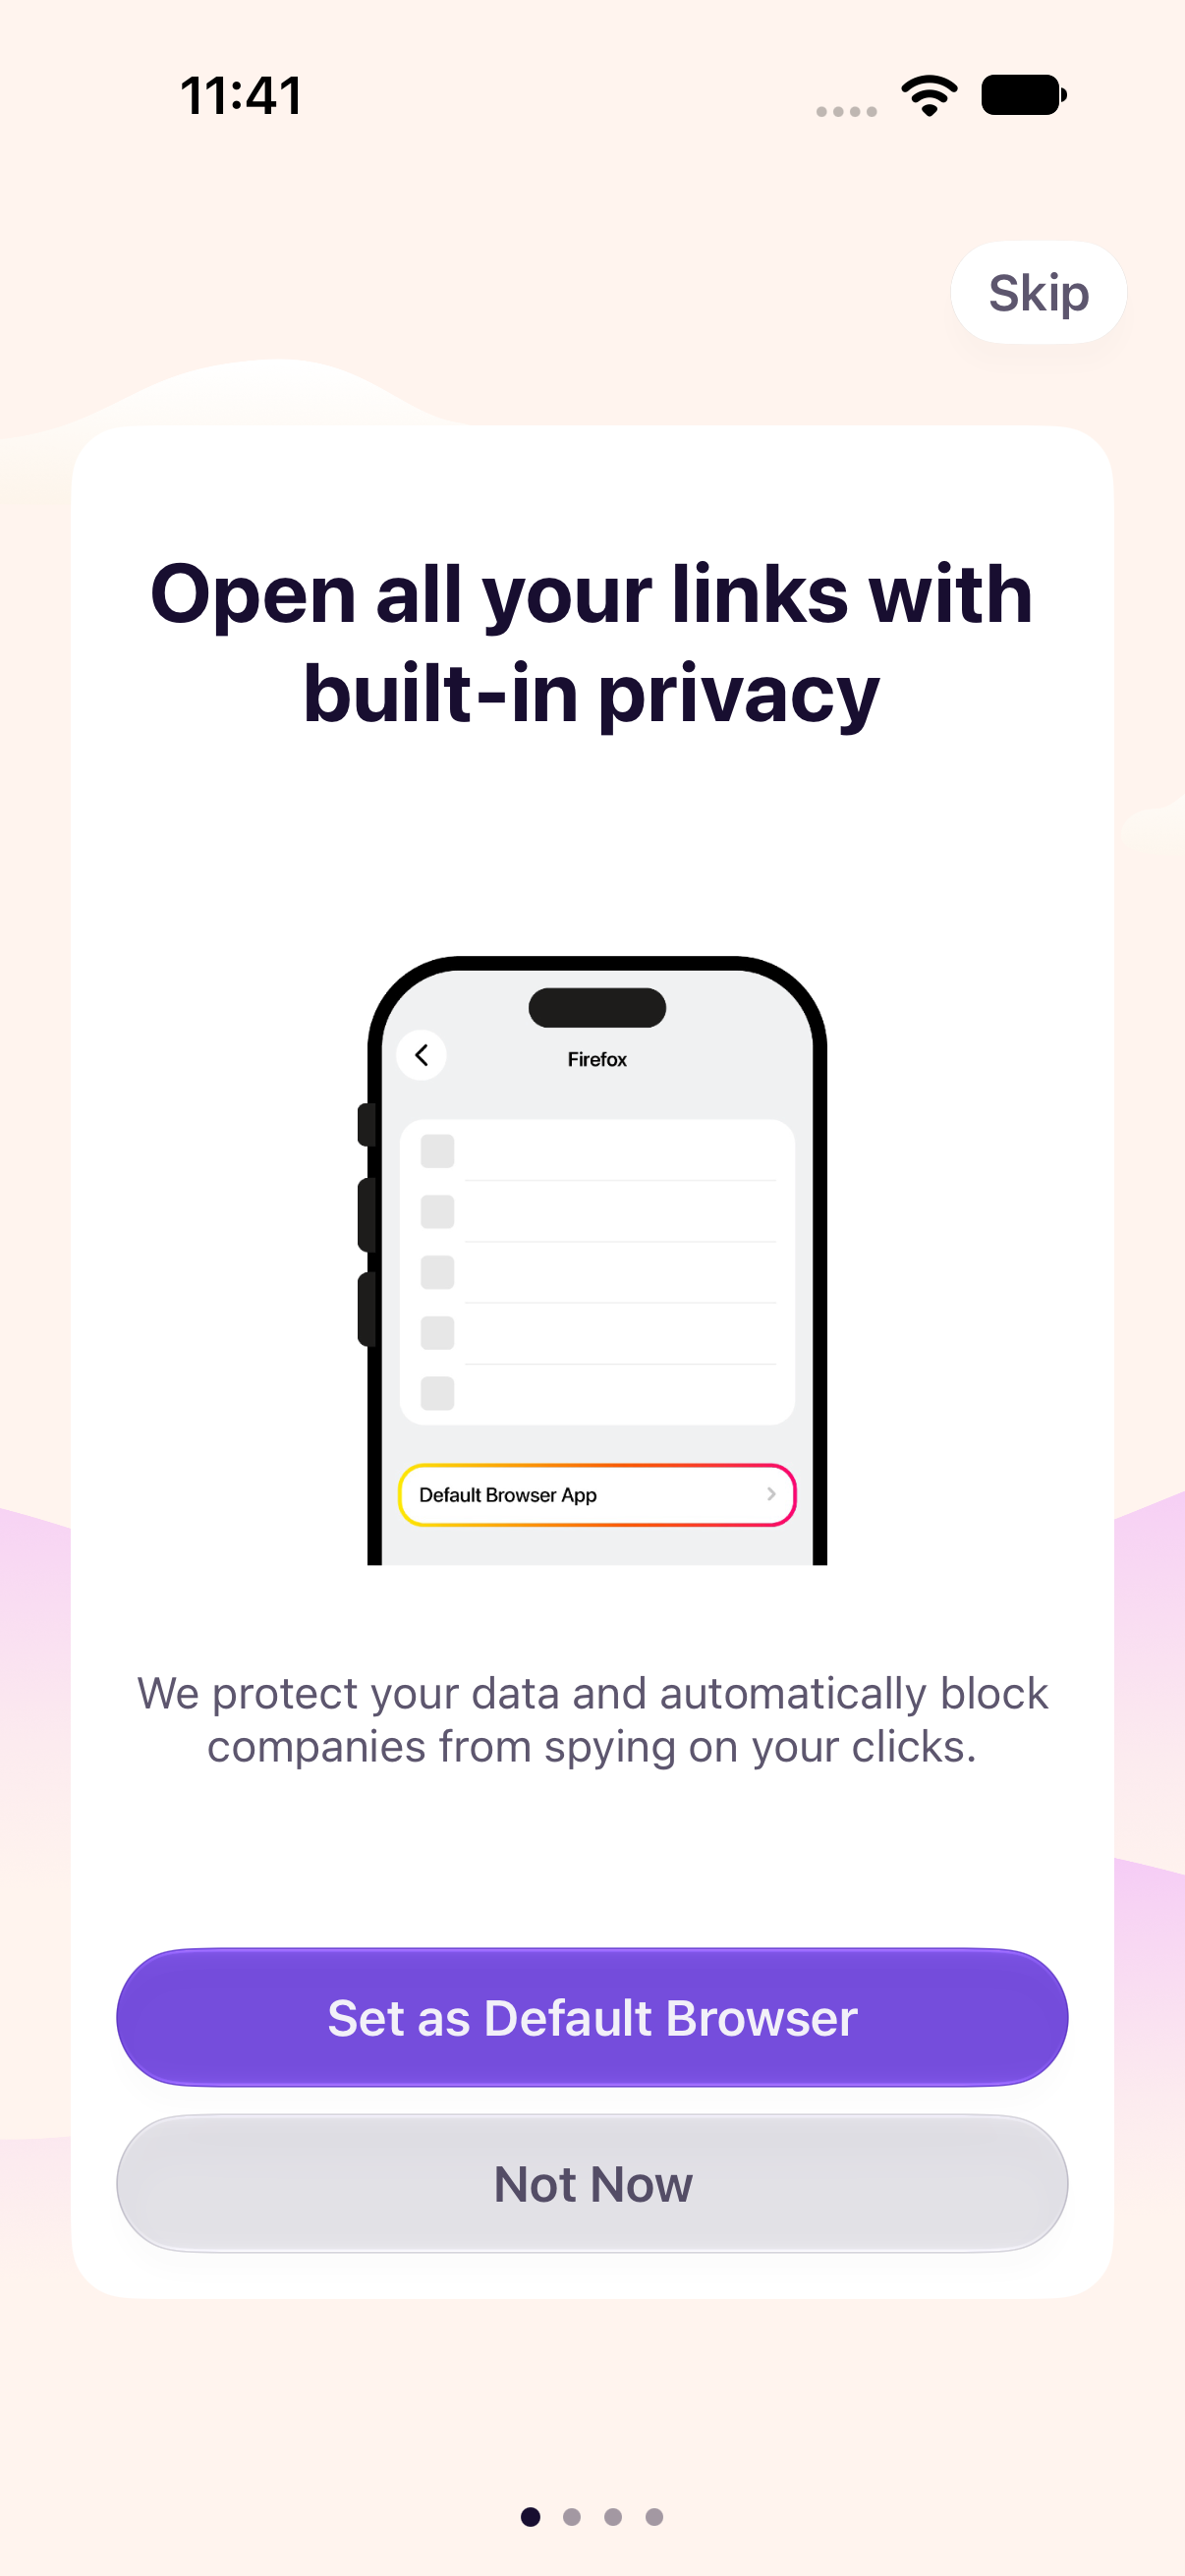 11:41
Skip
Open all your links with
built-in privacy
Firefox
Default Browser App
We protect your data and automatically block
companies from spying on your clicks.
Set as Default Browser
Not Now